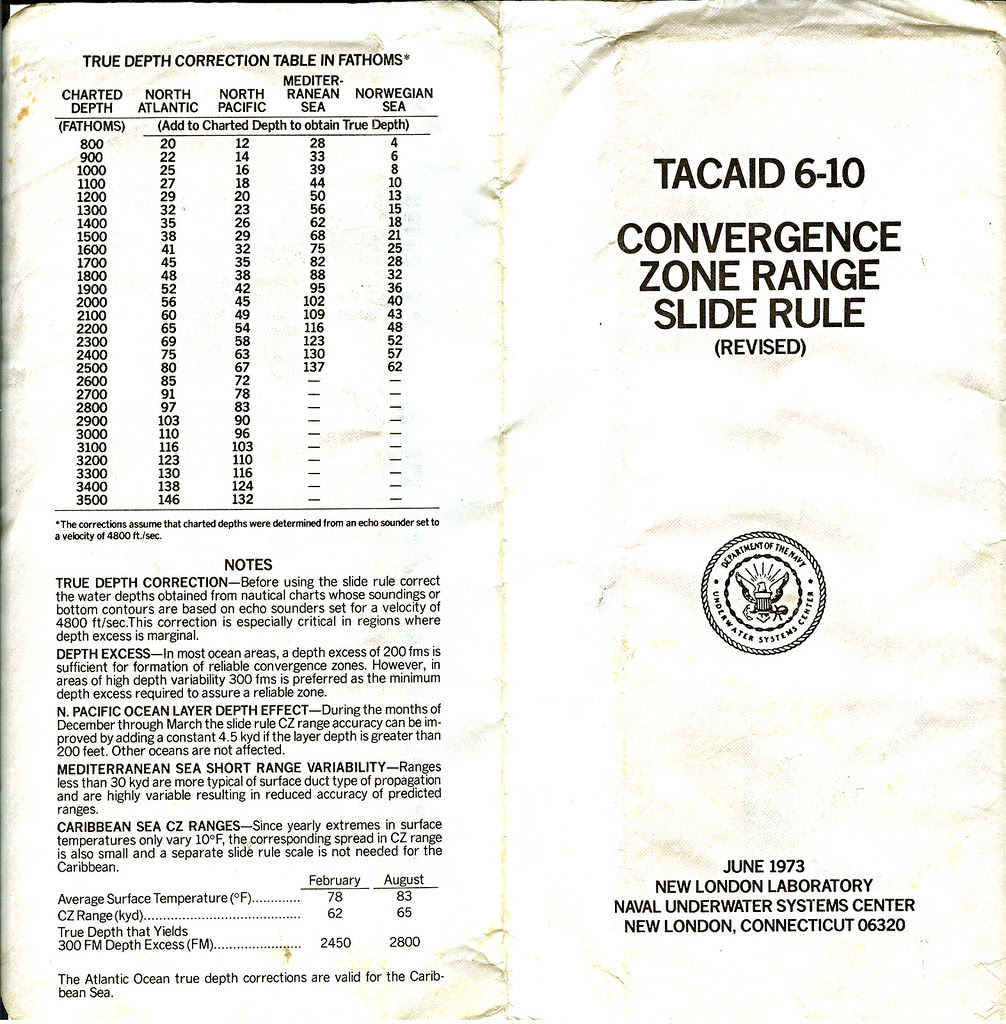 TRUE DEPTH CORRECTION TABLE IN FATHOMS*
CHARTED DEPTH NORTH ATLANTIC NORTH PACIFIC MEDITER-RANEAN SEA NORWEGIAN SEA
(FATHOMS) (Add to Charted Depth to obtain True Depth)
800 20 12 28 4
900 22 14 33 6
1000 25 16 39 8
1100 27 18 44 10
1200 29 20 50 13
1300 32 23 56 15
1400 35 26 62 18
1500 38 29 68 21
1600 41 32 75 25
1700 45 35 82 28
1800 48 38 88 32
1900 52 42 95 36
2000 56 45 102 40
2100 60 49 109 43
2200 65 54 116 48
2300 69 58 123 52
2400 75 63 130 57
2500 80 67 137 62
2600 85 72 — —
2700 91 78 — —
2800 97 83 — —
2900 103 90 — —
3000 110 96 — —
3100 116 103 — —
3200 123 110 — —
3300 130 116 — —
3400 138 124 — —
3500 146 132 — —
*The corrections assume that charted depths were determined from an echo sounder set to
a velocity of 4800 ft./sec.
NOTES
TRUE DEPTH CORRECTION—Before using the slide rule correct
the water depths obtained from nautical charts whose soundings or
bottom contours are based on echo sounders set for a velocity of
4800 ft/sec.This correction is especially critical in regions where
depth excess is marginal.
DEPTH EXCESS—In most ocean areas, a depth excess of 200 fms is
sufficient for formation of reliable convergence zones. However, in
areas of high depth variability 300 fms is preferred as the minimum
depth excess required to assure a reliable zone.
N. PACIFIC OCEAN LAYER DEPTH EFFECT—During the months of
December through March the slide rule CZ range accuracy can be im-
proved by adding a constant 4.5 kyd if the layer depth is greater than
200 feet. Other oceans are not affected.
MEDITERRANEAN SEA SHORT RANGE VARIABILITY—Ranges
less than 30 kyd are more typical of surface duct type of propagation
and are highly variable resulting in reduced accuracy of predicted
ranges.
CARIBBEAN SEA CZ RANGES—Since yearly extremes in surface
temperatures only vary 10°F, the corresponding spread in CZ range
is also small and a separate slide rule scale is not needed for the
Caribbean.
February August
Average Surface Temperature (°F)............. 78 83
CZ Range (kyd)......................................... 62 65
True Depth that Yields
300 FM Depth Excess (FM)....................... 2450 2800
The Atlantic Ocean true depth corrections are valid for the Carib-
bean Sea.
TACAID 6-10
CONVERGENCE
ZONE RANGE
SLIDE RULE
(REVISED)
DEPARTMENT OF THE NAVY
UNDERWATER SYSTEMS CENTER
JUNE 1973
NEW LONDON LABORATORY
NAVAL UNDERWATER SYSTEMS CENTER
NEW LONDON, CONNECTICUT 06320